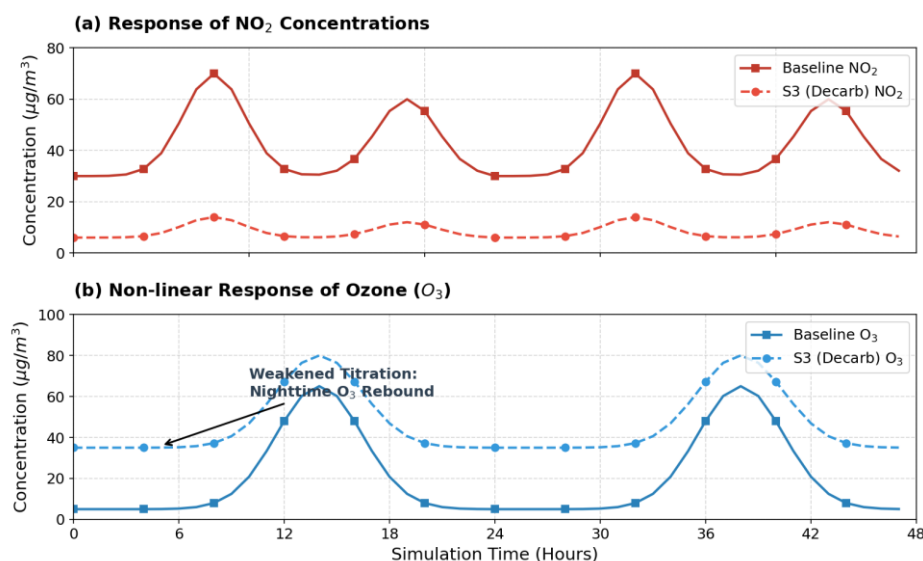 (a) Response of NO₂ Concentrations
Concentration (μg/m³)
80
60
40
20
0
Baseline NO₂
S3 (Decarb) NO₂
(b) Non-linear Response of Ozone (O₃)
Concentration (μg/m³)
100
80
60
40
20
0
Baseline O₃
S3 (Decarb) O₃
Weakened Titration:
Nighttime O₃ Rebound
0 6 12 18 24 30 36 42 48
Simulation Time (Hours)